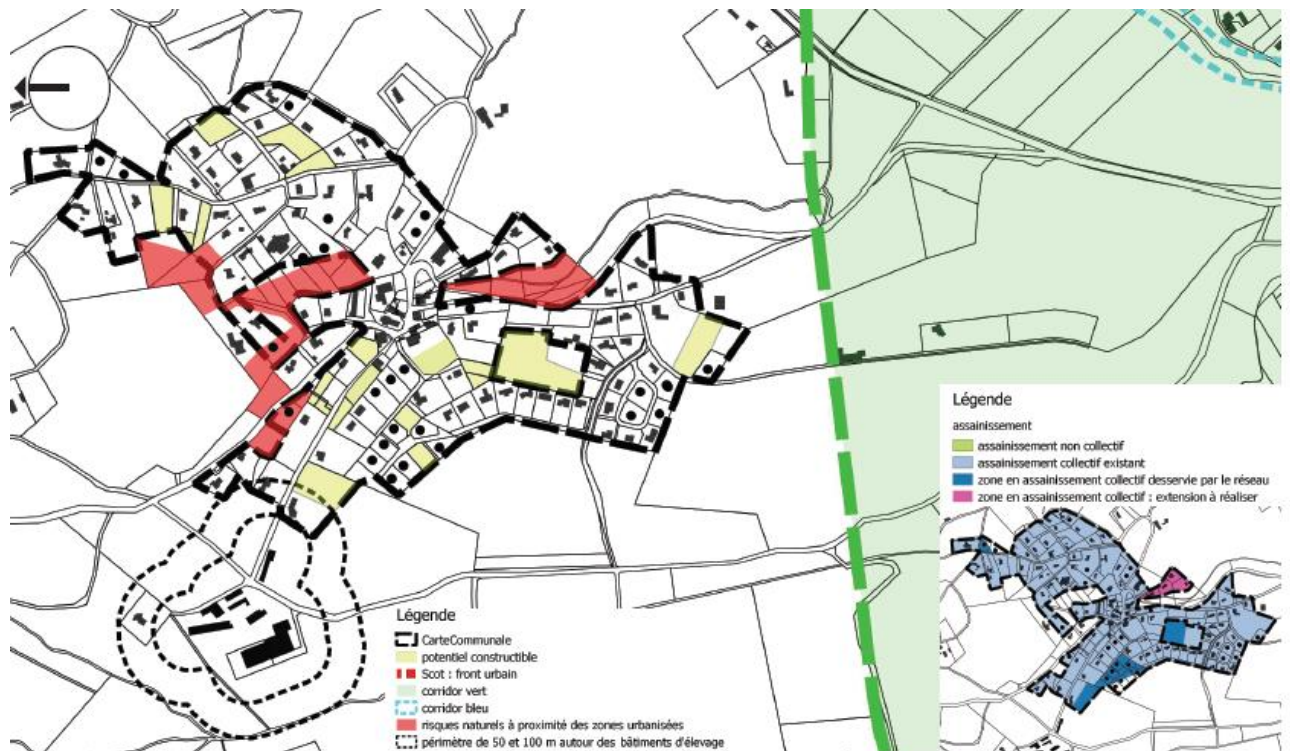 Légende
CarteCommunale
potentiel constructible
Scot : front urbain
corridor vert
corridor bleu
risques naturels à proximité des zones urbanisées
périmètre de 50 et 100 m autour des bâtiments d'élevage
Légende
assainissement
assainissement non collectif
assainissement collectif existant
zone en assainissement collectif desservie par le réseau
zone en assainissement collectif : extension à réaliser